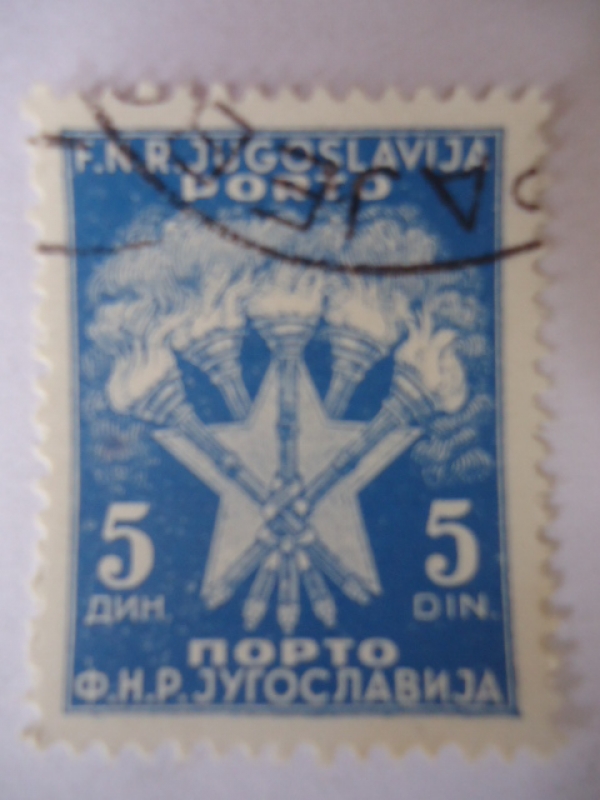 F.N.R. JUGOSLAVIJA
PORTO
5 5
ДИН. DIN.
ПОРТО
Ф.Н.Р. ЈУГОСЛАВИЈА